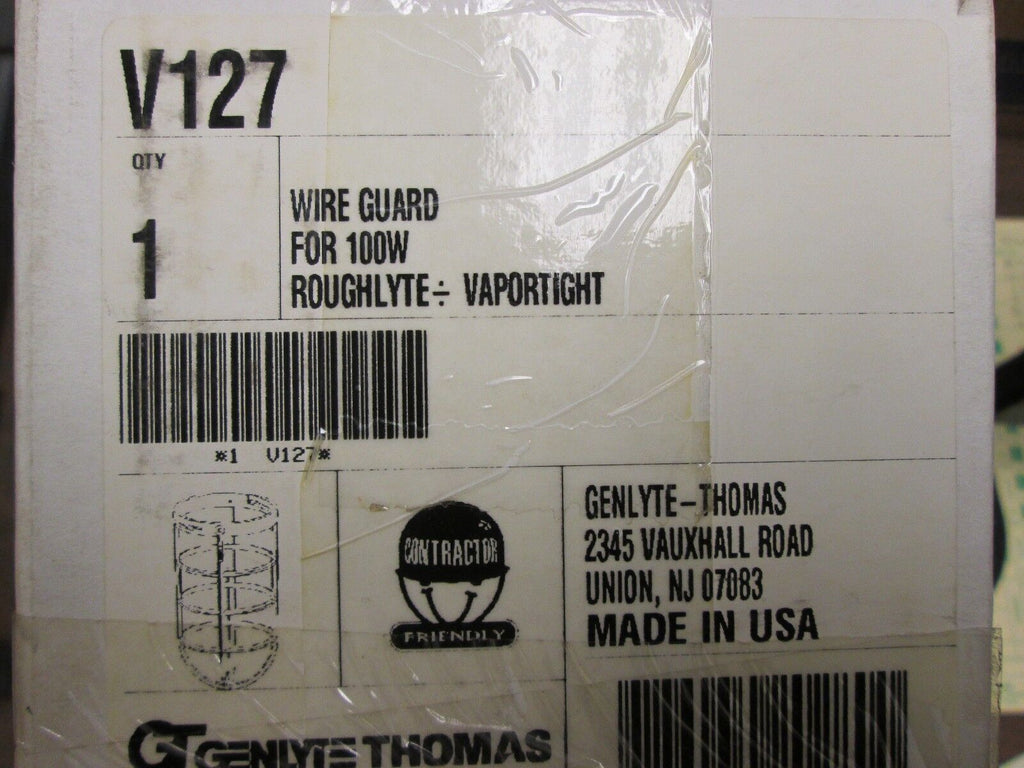 V127
QTY
1
WIRE GUARD
FOR 100W
ROUGHLYTE÷ VAPORTIGHT
*1 V127*
CONTRACTOR
FRIENDLY
GENLYTE-THOMAS
2345 VAUXHALL ROAD
UNION, NJ 07083
MADE IN USA
GT GENLYTE THOMAS